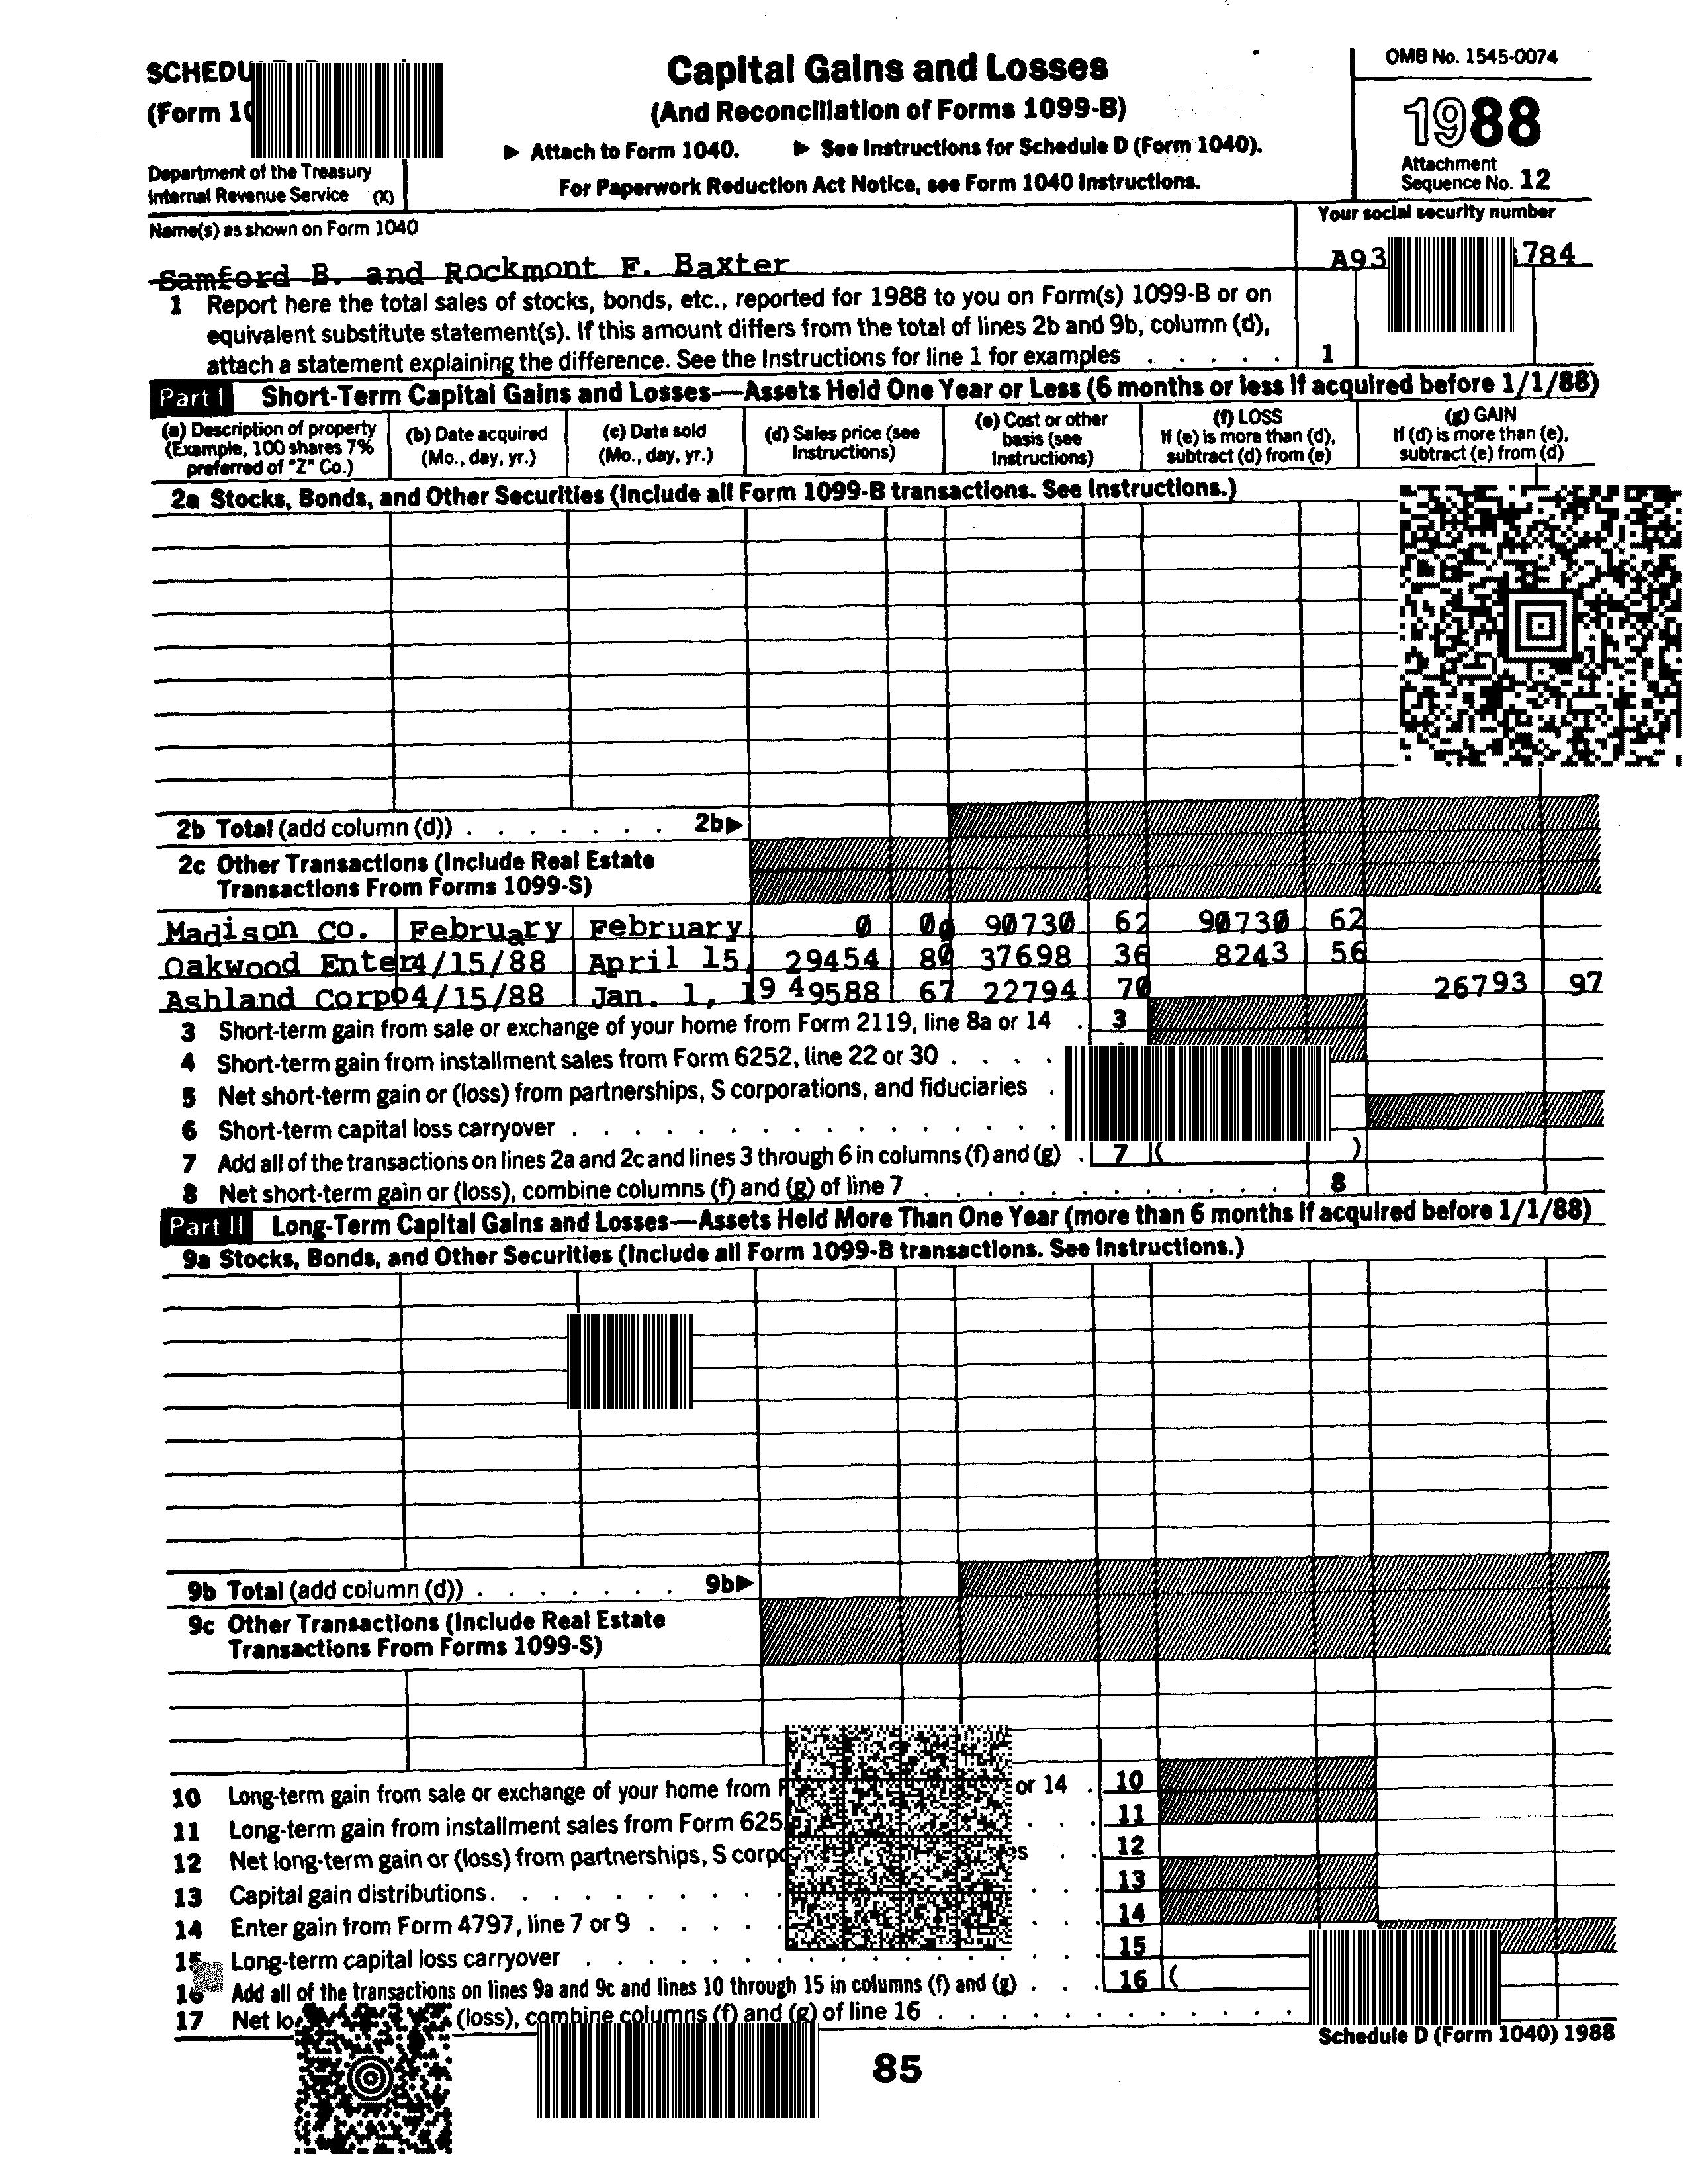 Capital Gains and Losses
(And Reconciliation of Forms 1099-B)
▶ Attach to Form 1040. ▶ See Instructions for Schedule D (Form 1040).
For Paperwork Reduction Act Notice, see Form 1040 Instructions.
(Form
Department of the Treasury
Internal Revenue Service (X)
OMB No. 1545-0074
1988
Attachment
Sequence No. 12
Name(s) as shown on Form 1040
Your social security number
Samford B. and Rockmont F. Baxter
A93 784
1 Report here the total sales of stocks, bonds, etc., reported for 1988 to you on Form(s) 1099-B or on
equivalent substitute statement(s). If this amount differs from the total of lines 2b and 9b, column (d),
attach a statement explaining the difference. See the Instructions for line 1 for examples . . . . . 1
Part I Short-Term Capital Gains and Losses—Assets Held One Year or Less (6 months or less if acquired before 1/1/88)
(a) Description of property
(Example, 100 shares 7%
preferred of "Z" Co.)
(b) Date acquired
(Mo., day, yr.)
(c) Date sold
(Mo., day, yr.)
(d) Sales price (see
Instructions)
(e) Cost or other
basis (see
Instructions)
(f) LOSS
If (e) is more than (d),
subtract (d) from (e)
(g) GAIN
If (d) is more than (e),
subtract (e) from (d)
2a Stocks, Bonds, and Other Securities (Include all Form 1099-B transactions. See Instructions.)
2b Total (add column (d)) . . . . . . . 2b▶
2c Other Transactions (Include Real Estate
Transactions From Forms 1099-S)
Madison Co. February February 0 00 90730 62 90730 62
Oakwood Enter 4/15/88 April 15, 29454 80 37698 36 8243 56
Ashland Corp 04/15/88 Jan. 1, 19 49588 67 22794 70 26793 97
3 Short-term gain from sale or exchange of your home from Form 2119, line 8a or 14 . 3
4 Short-term gain from installment sales from Form 6252, line 22 or 30 . . . .
5 Net short-term gain or (loss) from partnerships, S corporations, and fiduciaries .
6 Short-term capital loss carryover . . . . . . . . . . . . . . . .
7 Add all of the transactions on lines 2a and 2c and lines 3 through 6 in columns (f) and (g) . 7 ( )
8 Net short-term gain or (loss), combine columns (f) and (g) of line 7 . . . . . . . . . . . . 8
Part II Long-Term Capital Gains and Losses—Assets Held More Than One Year (more than 6 months if acquired before 1/1/88)
9a Stocks, Bonds, and Other Securities (Include all Form 1099-B transactions. See Instructions.)
9b Total (add column (d)) . . . . . . . 9b▶
9c Other Transactions (Include Real Estate
Transactions From Forms 1099-S)
10 Long-term gain from sale or exchange of your home from or 14 . 10
11 Long-term gain from installment sales from Form 625 . . . 11
12 Net long-term gain or (loss) from partnerships, S . . 12
13 Capital gain distributions . . . . . . . . . . 13
14 Enter gain from Form 4797, line 7 or 9 . . . . . . . . 14
15 Long-term capital loss carryover . . . . . . . . . . . . . . . . 15
16 Add all of the transactions on lines 9a and 9c and lines 10 through 15 in columns (f) and (g) . . . 16 (
17 Net (loss), combine columns (f) and (g) of line 16 . . . . . . . . . . . .
Schedule D (Form 1040) 1988
85